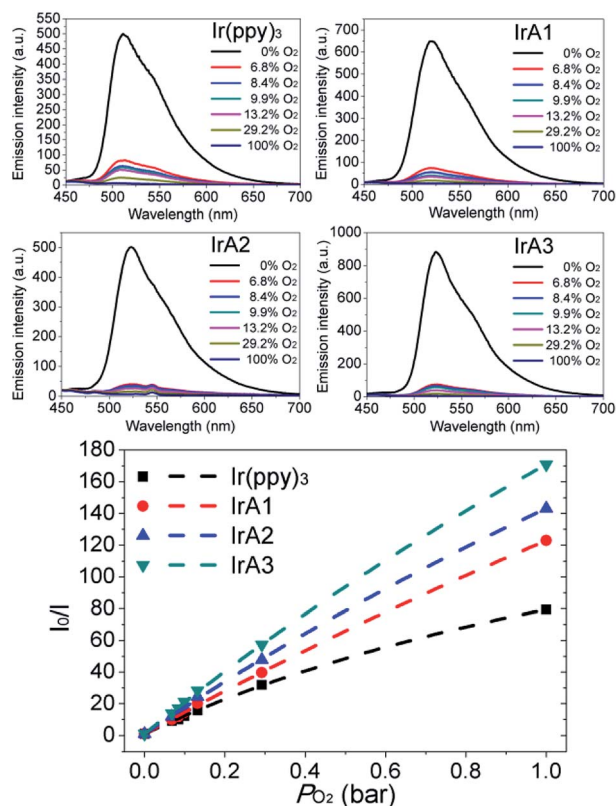 Ir(ppy)₃
Emission intensity (a.u.)
500
450
400
350
300
250
200
150
100
50
0
0% O₂
6.8% O₂
8.4% O₂
9.9% O₂
13.2% O₂
29.2% O₂
100% O₂
450 500 550 600 650 700
Wavelength (nm)
IrA1
Emission intensity (a.u.)
700
600
500
400
300
200
100
0
0% O₂
6.8% O₂
8.4% O₂
9.9% O₂
13.2% O₂
29.2% O₂
100% O₂
450 500 550 600 650 700
Wavelength (nm)
IrA2
Emission intensity (a.u.)
500
400
300
200
100
0
0% O₂
6.8% O₂
8.4% O₂
9.9% O₂
13.2% O₂
29.2% O₂
100% O₂
450 500 550 600 650 700
Wavelength (nm)
IrA3
Emission intensity (a.u.)
1000
800
600
400
200
0
0% O₂
6.8% O₂
8.4% O₂
9.9% O₂
13.2% O₂
29.2% O₂
100% O₂
450 500 550 600 650 700
Wavelength (nm)
I₀/I
180
160
140
120
100
80
60
40
20
0
Ir(ppy)₃
IrA1
IrA2
IrA3
0.0 0.2 0.4 0.6 0.8 1.0
PO₂ (bar)